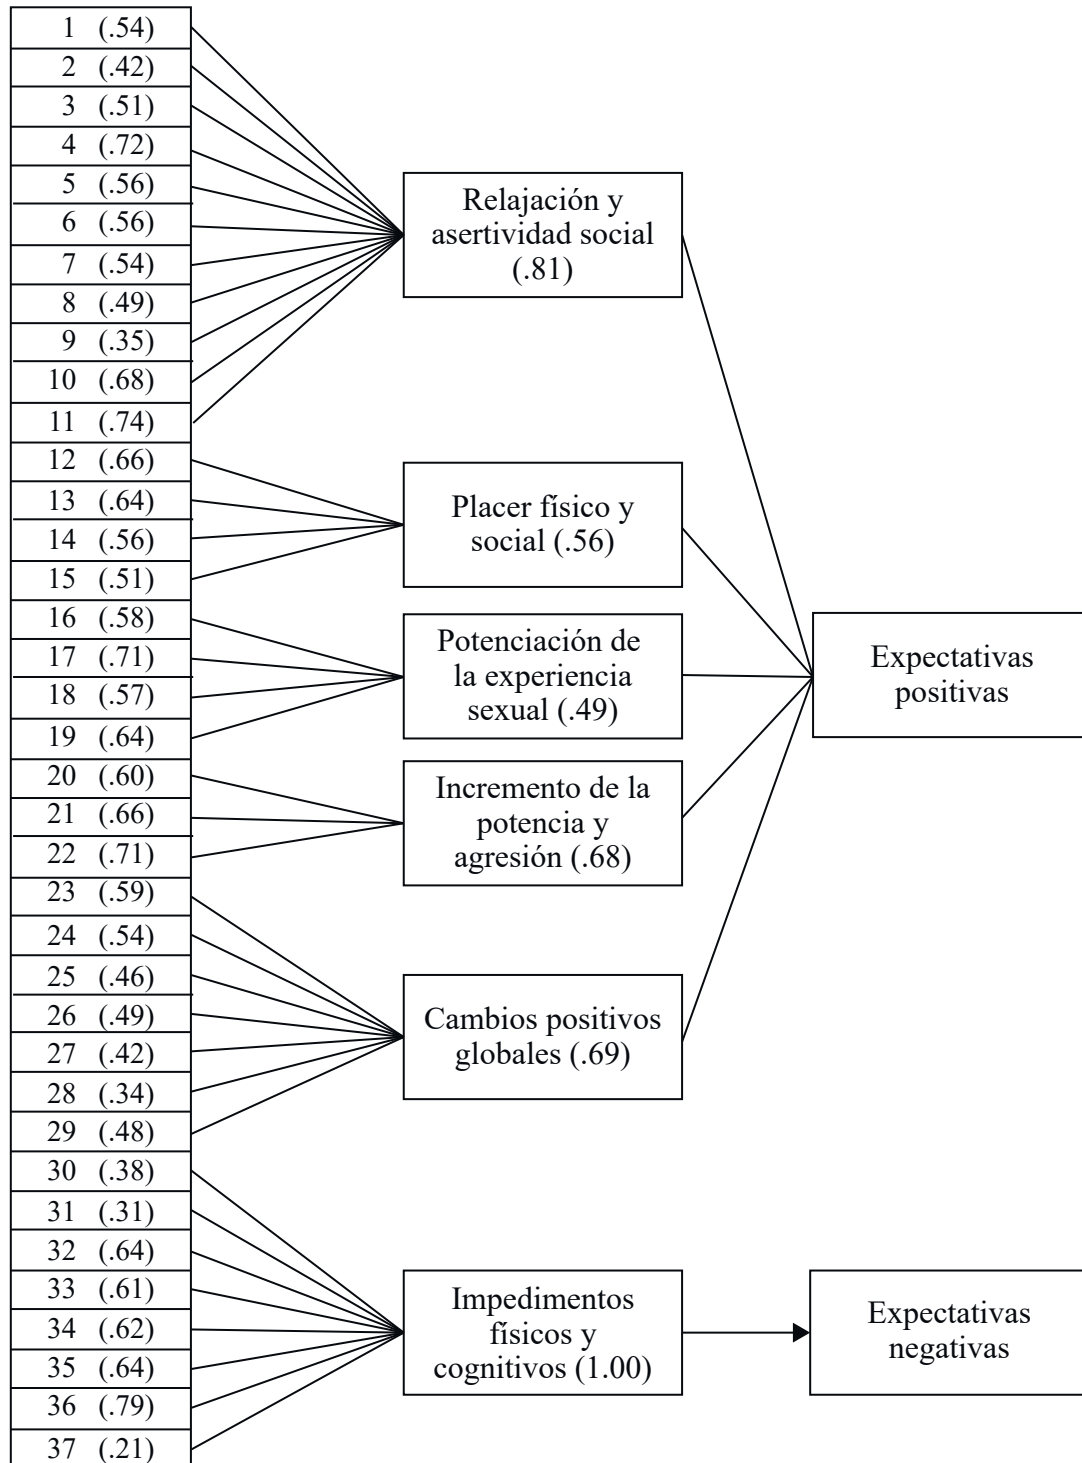 1 (.54)
2 (.42)
3 (.51)
4 (.72)
5 (.56)
6 (.56)
7 (.54)
8 (.49)
9 (.35)
10 (.68)
11 (.74)
12 (.66)
13 (.64)
14 (.56)
15 (.51)
16 (.58)
17 (.71)
18 (.57)
19 (.64)
20 (.60)
21 (.66)
22 (.71)
23 (.59)
24 (.54)
25 (.46)
26 (.49)
27 (.42)
28 (.34)
29 (.48)
30 (.38)
31 (.31)
32 (.64)
33 (.61)
34 (.62)
35 (.64)
36 (.79)
37 (.21)
Relajación y
asertividad social
(.81)
Placer físico y
social (.56)
Potenciación de
la experiencia
sexual (.49)
Incremento de la
potencia y
agresión (.68)
Cambios positivos
globales (.69)
Impedimentos
físicos y
cognitivos (1.00)
Expectativas
positivas
Expectativas
negativas